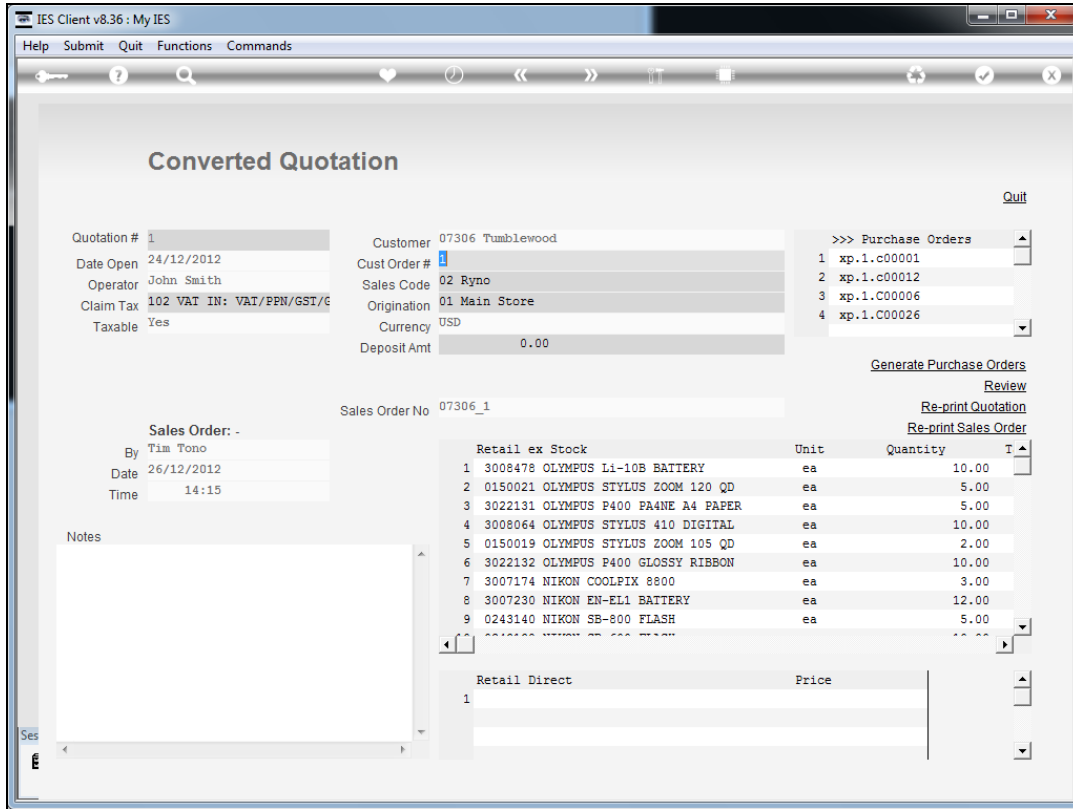 IES Client v8.36 : My IES
Help Submit Quit Functions Commands
Converted Quotation
Quit
Quotation # 1
Date Open 24/12/2012
Operator John Smith
Claim Tax 102 VAT IN: VAT/PPN/GST/G
Taxable Yes
Customer 07306 Tumblewood
Cust Order # 1
Sales Code 02 Ryno
Origination 01 Main Store
Currency USD
Deposit Amt 0.00
>>> Purchase Orders
1 xp.1.c00001
2 xp.1.c00012
3 xp.1.C00006
4 xp.1.C00026
Generate Purchase Orders
Review
Re-print Quotation
Re-print Sales Order
Sales Order No 07306_1
Sales Order: -
By Tim Tono
Date 26/12/2012
Time 14:15
Notes
Retail ex Stock Unit Quantity T
1 3008478 OLYMPUS Li-10B BATTERY ea 10.00
2 0150021 OLYMPUS STYLUS ZOOM 120 QD ea 5.00
3 3022131 OLYMPUS P400 PA4NE A4 PAPER ea 5.00
4 3008064 OLYMPUS STYLUS 410 DIGITAL ea 10.00
5 0150019 OLYMPUS STYLUS ZOOM 105 QD ea 2.00
6 3022132 OLYMPUS P400 GLOSSY RIBBON ea 10.00
7 3007174 NIKON COOLPIX 8800 ea 3.00
8 3007230 NIKON EN-EL1 BATTERY ea 12.00
9 0243140 NIKON SB-800 FLASH ea 5.00
Retail Direct Price
1
Ses